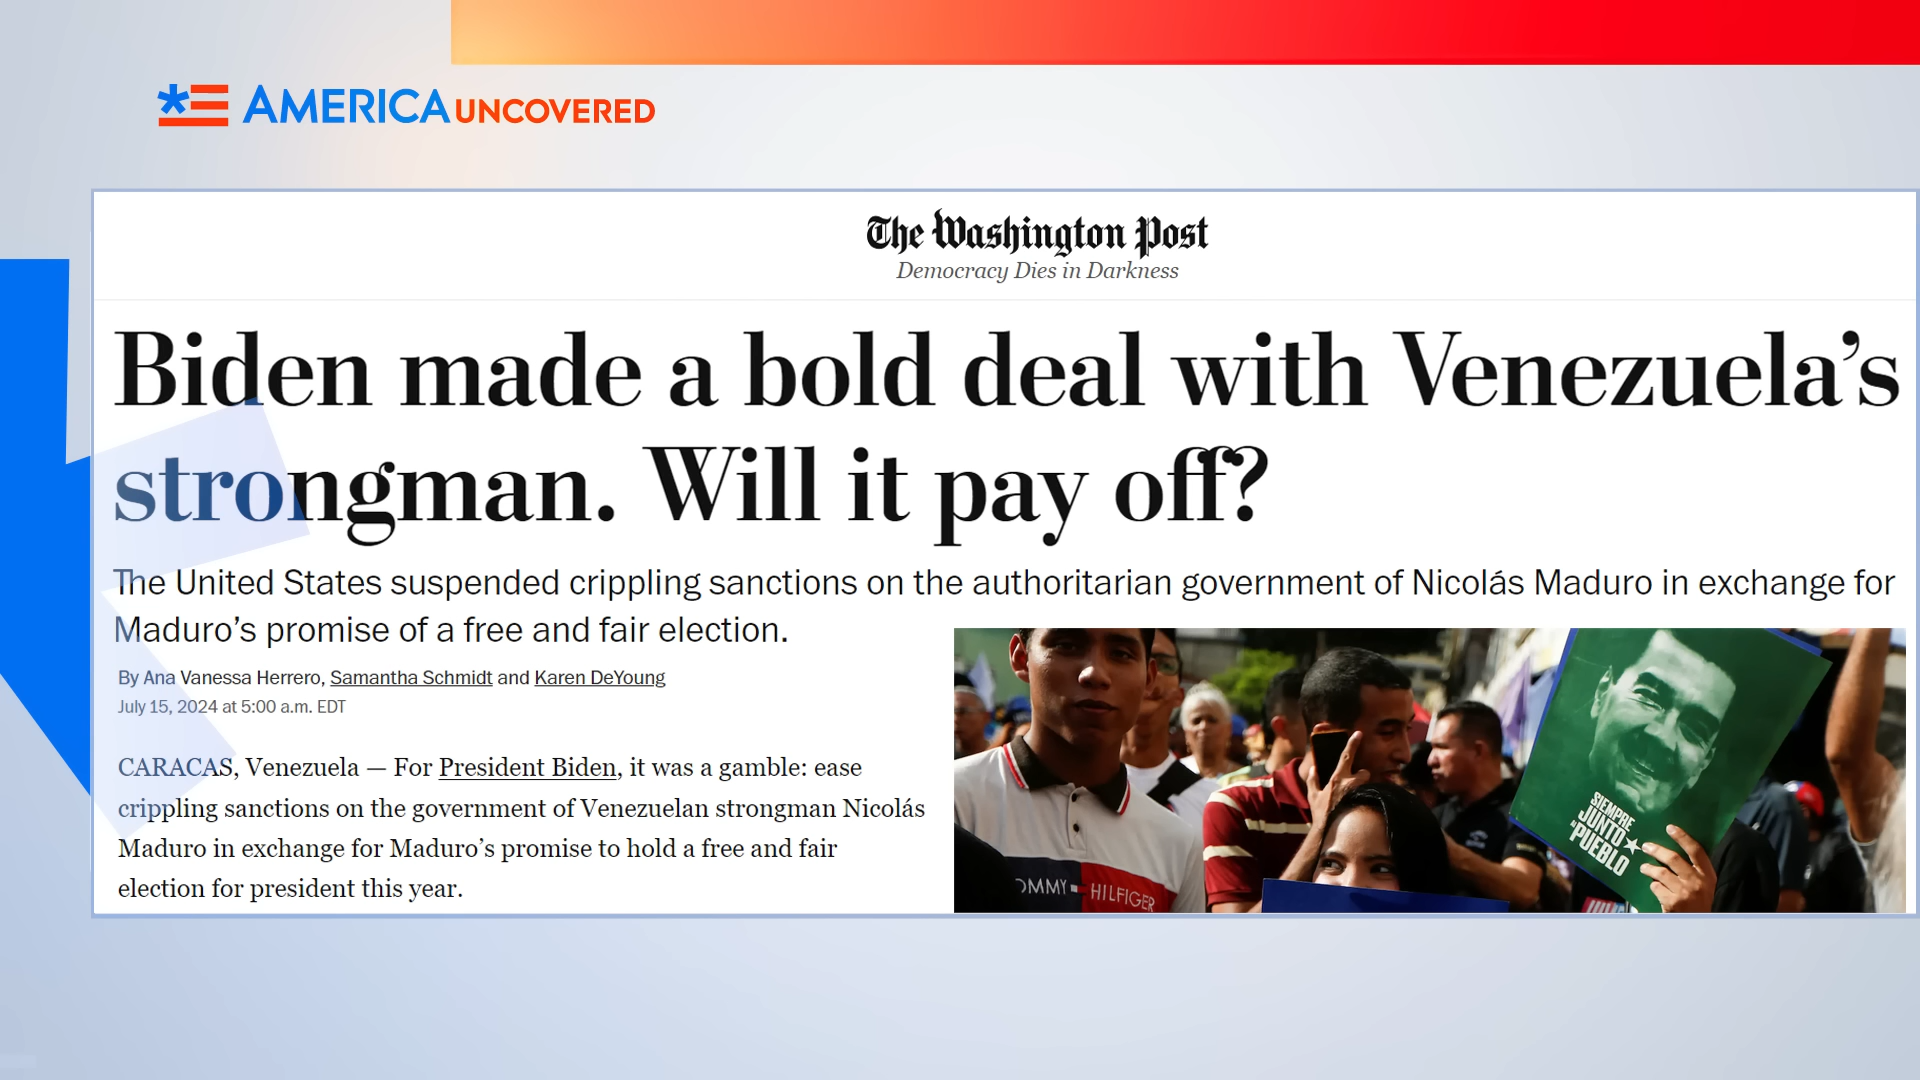 AMERICA UNCOVERED
The Washington Post
Democracy Dies in Darkness
Biden made a bold deal with Venezuela’s
strongman. Will it pay off?
The United States suspended crippling sanctions on the authoritarian government of Nicolás Maduro in exchange for
Maduro’s promise of a free and fair election.
By Ana Vanessa Herrero, Samantha Schmidt and Karen DeYoung
July 15, 2024 at 5:00 a.m. EDT
CARACAS, Venezuela — For President Biden, it was a gamble: ease
crippling sanctions on the government of Venezuelan strongman Nicolás
Maduro in exchange for Maduro’s promise to hold a free and fair
election for president this year.
OMMY HILFIGER
SIEMPRE
JUNTO
al PUEBLO